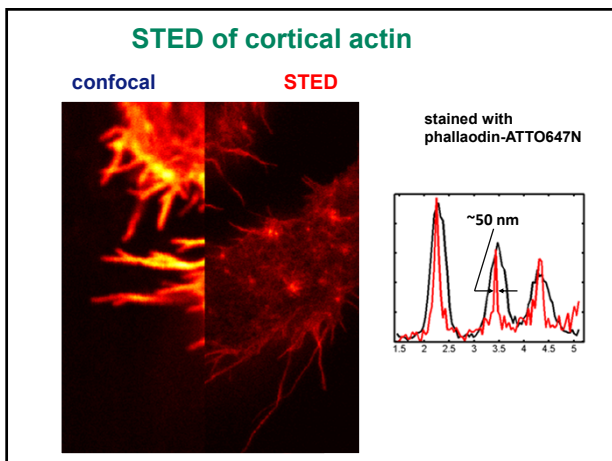 STED of cortical actin
confocal
STED
stained with
phallaodin-ATTO647N
~50 nm
1.5 2 2.5 3 3.5 4 4.5 5